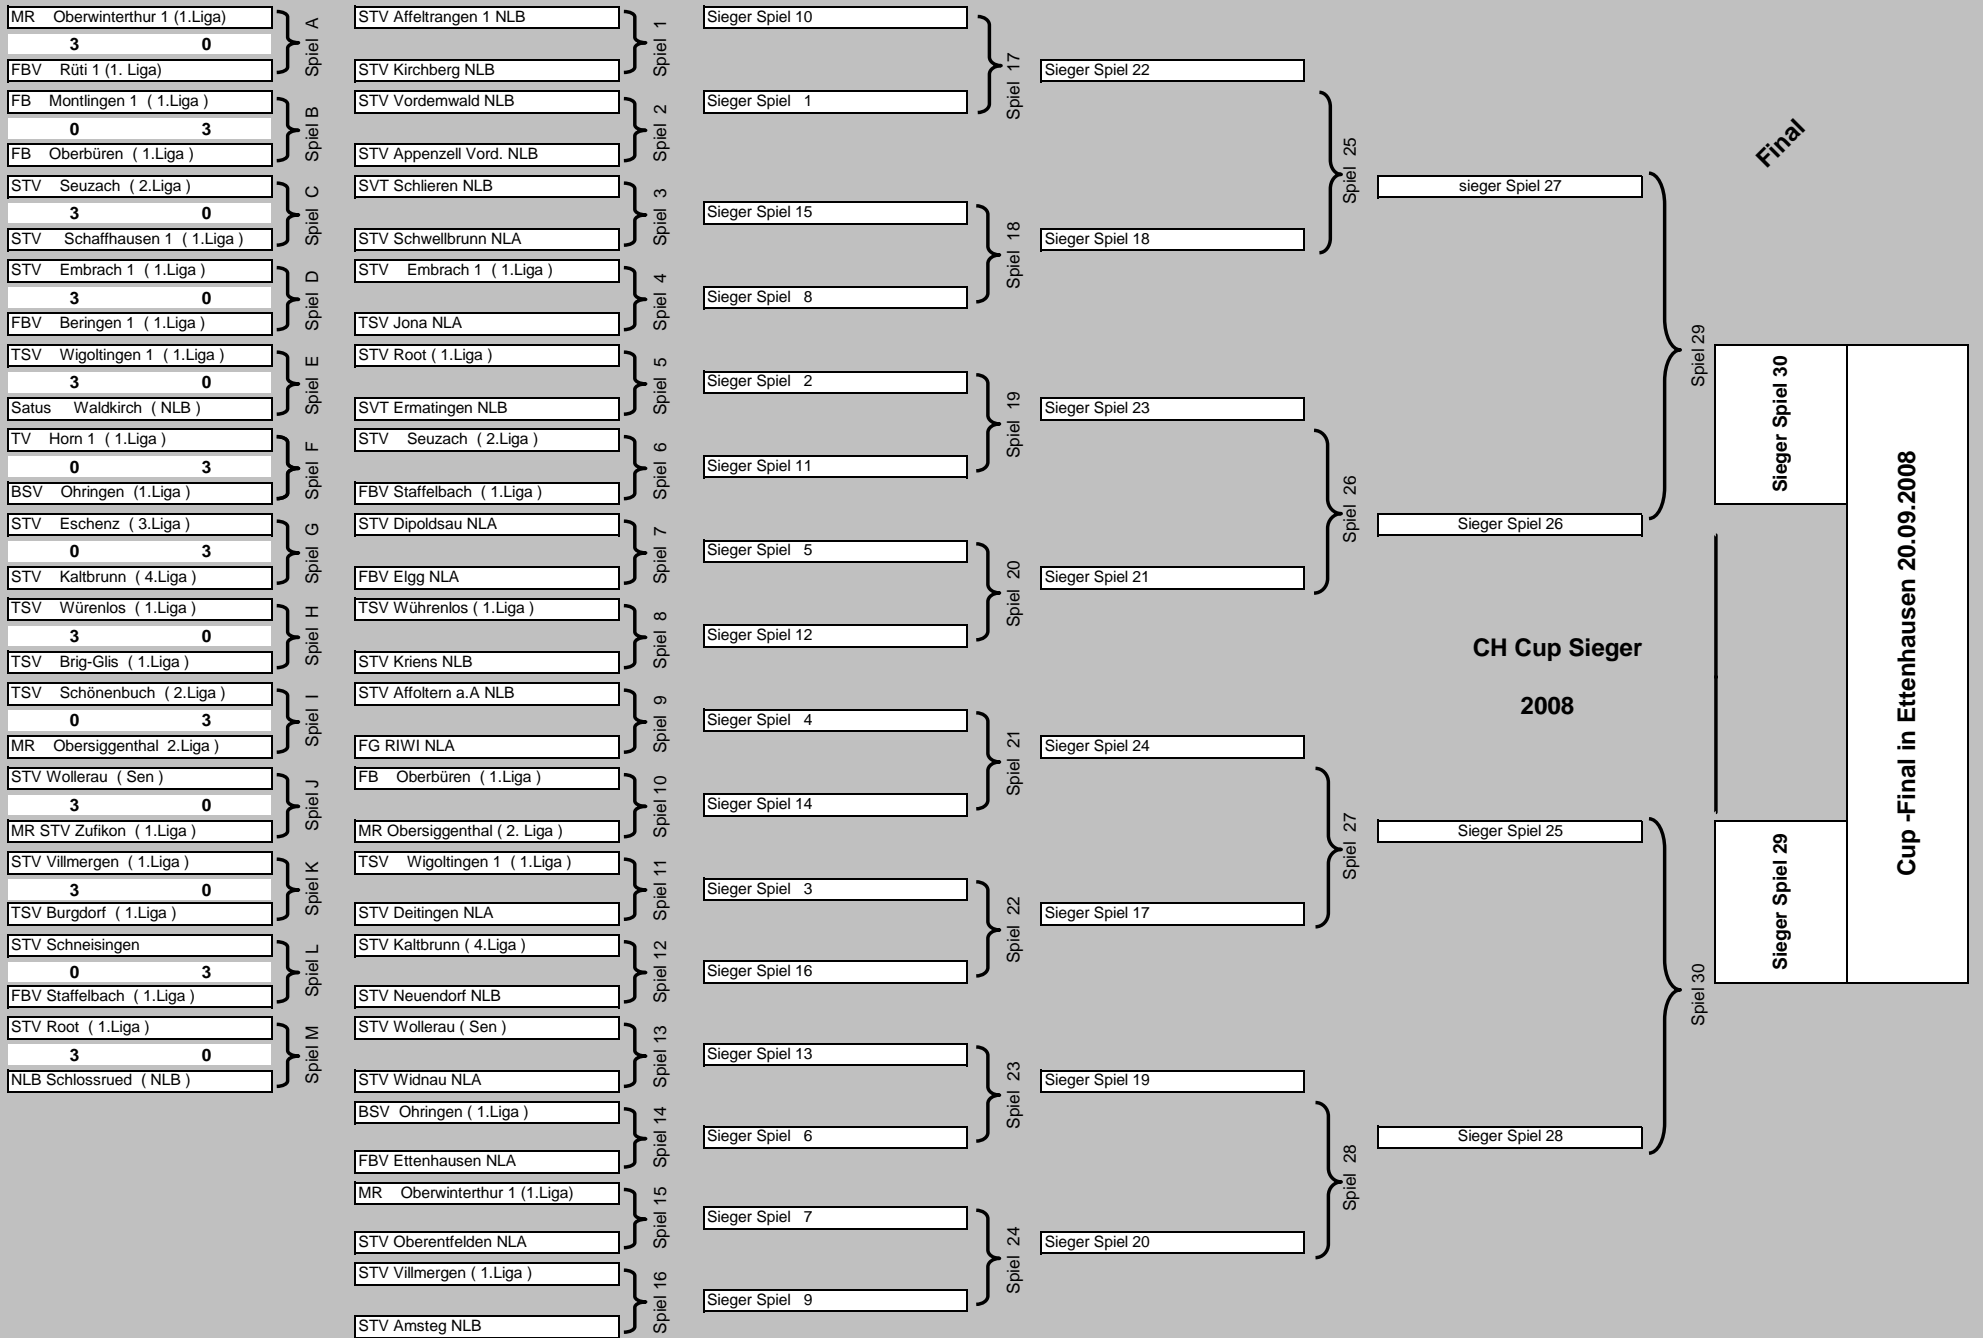 MR Oberwinterthur 1 (1.Liga)
3 0
FBV Rüti 1 (1. Liga)
Spiel A
FB Montlingen 1 ( 1.Liga )
0 3
FB Oberbüren ( 1.Liga )
Spiel B
STV Seuzach ( 2.Liga )
3 0
STV Schaffhausen 1 ( 1.Liga )
Spiel C
STV Embrach 1 ( 1.Liga )
3 0
FBV Beringen 1 ( 1.Liga )
Spiel D
TSV Wigoltingen 1 ( 1.Liga )
3 0
Satus Waldkirch ( NLB )
Spiel E
TV Horn 1 ( 1.Liga )
0 3
BSV Ohringen (1.Liga )
Spiel F
STV Eschenz ( 3.Liga )
0 3
STV Kaltbrunn ( 4.Liga )
Spiel G
TSV Würenlos ( 1.Liga )
3 0
TSV Brig-Glis ( 1.Liga )
Spiel H
TSV Schönenbuch ( 2.Liga )
0 3
MR Obersiggenthal 2.Liga )
Spiel I
STV Wollerau ( Sen )
3 0
MR STV Zufikon ( 1.Liga )
Spiel J
STV Villmergen ( 1.Liga )
3 0
TSV Burgdorf ( 1.Liga )
Spiel K
STV Schneisingen
0 3
FBV Staffelbach ( 1.Liga )
Spiel L
STV Root ( 1.Liga )
3 0
NLB Schlossrued ( NLB )
Spiel M
STV Affeltrangen 1 NLB
STV Kirchberg NLB
Spiel 1
STV Vordemwald NLB
STV Appenzell Vord. NLB
Spiel 2
SVT Schlieren NLB
STV Schwellbrunn NLA
Spiel 3
STV Embrach 1 ( 1.Liga )
TSV Jona NLA
Spiel 4
STV Root ( 1.Liga )
SVT Ermatingen NLB
Spiel 5
STV Seuzach ( 2.Liga )
FBV Staffelbach ( 1.Liga )
Spiel 6
STV Dipoldsau NLA
FBV Elgg NLA
Spiel 7
TSV Wührenlos ( 1.Liga )
STV Kriens NLB
Spiel 8
STV Affoltern a.A NLB
FG RIWI NLA
Spiel 9
FB Oberbüren ( 1.Liga )
MR Obersiggenthal ( 2. Liga )
Spiel 10
TSV Wigoltingen 1 ( 1.Liga )
STV Deitingen NLA
Spiel 11
STV Kaltbrunn ( 4.Liga )
STV Neuendorf NLB
Spiel 12
STV Wollerau ( Sen )
STV Widnau NLA
Spiel 13
BSV Ohringen ( 1.Liga )
FBV Ettenhausen NLA
Spiel 14
MR Oberwinterthur 1 (1.Liga)
STV Oberentfelden NLA
Spiel 15
STV Villmergen ( 1.Liga )
STV Amsteg NLB
Spiel 16
Sieger Spiel 10
Sieger Spiel 1
Spiel 17
Sieger Spiel 15
Sieger Spiel 8
Spiel 18
Sieger Spiel 2
Sieger Spiel 11
Spiel 19
Sieger Spiel 5
Sieger Spiel 12
Spiel 20
Sieger Spiel 4
Sieger Spiel 14
Spiel 21
Sieger Spiel 3
Sieger Spiel 16
Spiel 22
Sieger Spiel 13
Sieger Spiel 6
Spiel 23
Sieger Spiel 7
Sieger Spiel 9
Spiel 24
Sieger Spiel 22
Sieger Spiel 18
Spiel 25
Sieger Spiel 23
Sieger Spiel 21
Spiel 26
Sieger Spiel 24
Sieger Spiel 17
Spiel 27
Sieger Spiel 19
Sieger Spiel 20
Spiel 28
sieger Spiel 27
Sieger Spiel 26
Spiel 29
Sieger Spiel 25
Sieger Spiel 28
Spiel 30
Final
CH Cup Sieger
2008
Sieger Spiel 30
Sieger Spiel 29
Cup -Final in Ettenhausen 20.09.2008